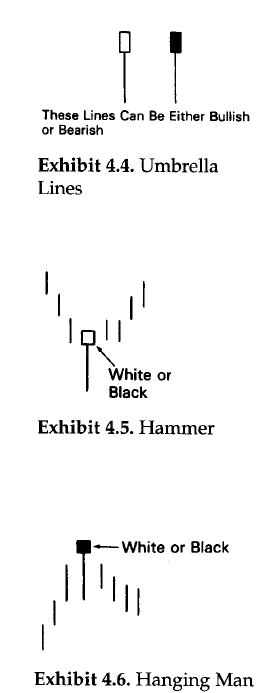 These Lines Can Be Either Bullish
or Bearish
Exhibit 4.4. Umbrella
Lines
White or
Black
Exhibit 4.5. Hammer
White or Black
Exhibit 4.6. Hanging Man